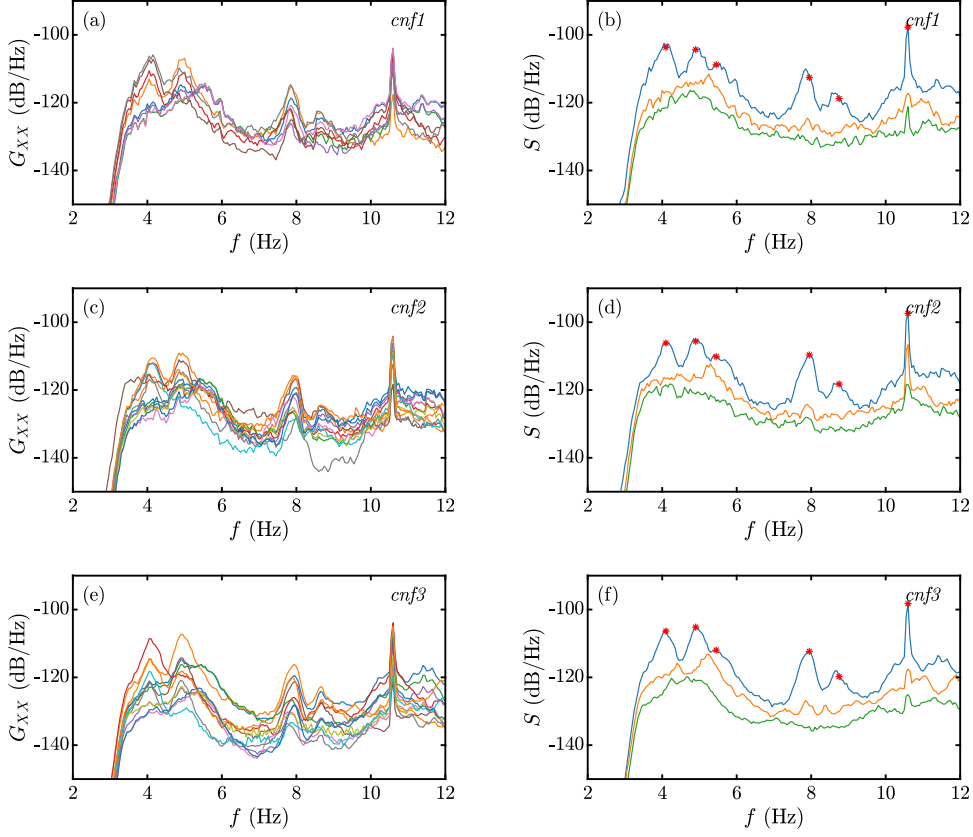 (a) cnf1
G_XX (dB/Hz)
-100
-120
-140
2 4 6 8 10 12
f (Hz)
(b) cnf1
S (dB/Hz)
-100
-120
-140
2 4 6 8 10 12
f (Hz)
(c) cnf2
G_XX (dB/Hz)
-100
-120
-140
2 4 6 8 10 12
f (Hz)
(d) cnf2
S (dB/Hz)
-100
-120
-140
2 4 6 8 10 12
f (Hz)
(e) cnf3
G_XX (dB/Hz)
-100
-120
-140
2 4 6 8 10 12
f (Hz)
(f) cnf3
S (dB/Hz)
-100
-120
-140
2 4 6 8 10 12
f (Hz)